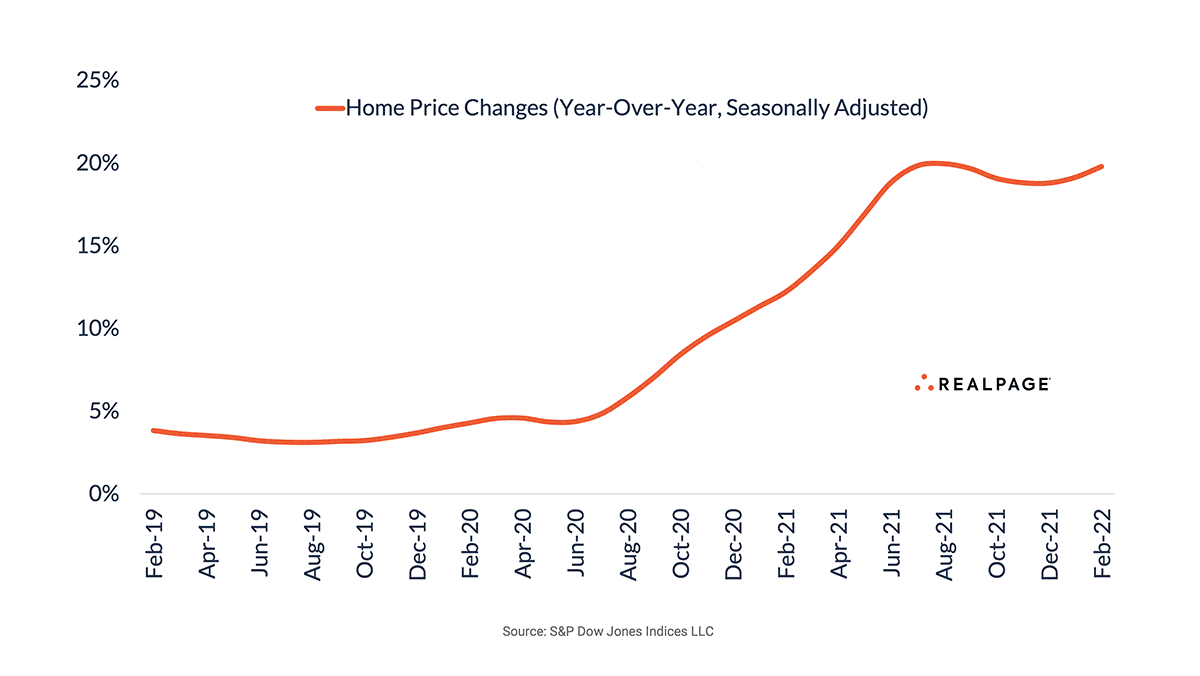 25%
Home Price Changes (Year-Over-Year, Seasonally Adjusted)
20%
15%
10%
REALPAGE
5%
0%
Feb-19
Apr-19
Jun-19
Aug-19
Oct-19
Dec-19
Feb-20
Apr-20
Jun-20
Aug-20
Oct-20
Dec-20
Feb-21
Apr-21
Jun-21
Aug-21
Oct-21
Dec-21
Feb-22
Source: S&P Dow Jones Indices LLC